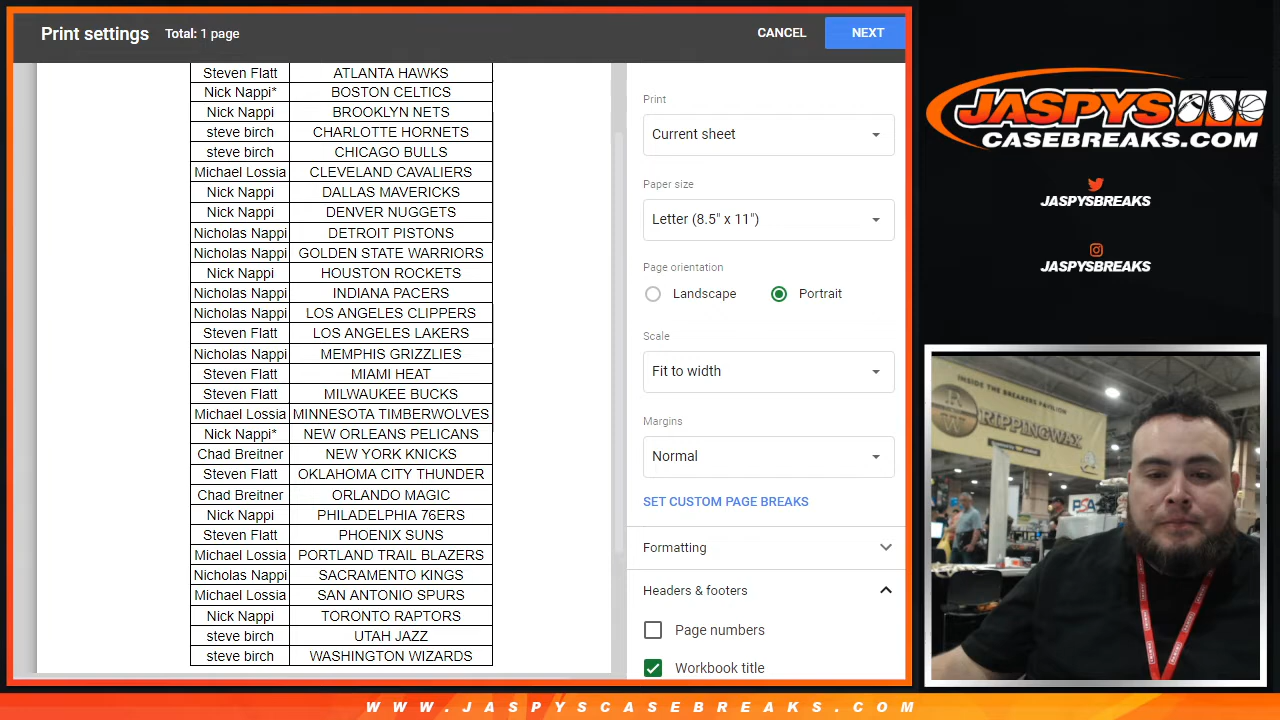 Print settings Total: 1 page CANCEL NEXT
Steven Flatt ATLANTA HAWKS
Nick Nappi* BOSTON CELTICS
Nick Nappi BROOKLYN NETS
steve birch CHARLOTTE HORNETS
steve birch CHICAGO BULLS
Michael Lossia CLEVELAND CAVALIERS
Nick Nappi DALLAS MAVERICKS
Nick Nappi DENVER NUGGETS
Nicholas Nappi DETROIT PISTONS
Nicholas Nappi GOLDEN STATE WARRIORS
Nick Nappi HOUSTON ROCKETS
Nicholas Nappi INDIANA PACERS
Nicholas Nappi LOS ANGELES CLIPPERS
Steven Flatt LOS ANGELES LAKERS
Nicholas Nappi MEMPHIS GRIZZLIES
Steven Flatt MIAMI HEAT
Steven Flatt MILWAUKEE BUCKS
Michael Lossia MINNESOTA TIMBERWOLVES
Nick Nappi* NEW ORLEANS PELICANS
Chad Breitner NEW YORK KNICKS
Steven Flatt OKLAHOMA CITY THUNDER
Chad Breitner ORLANDO MAGIC
Nick Nappi PHILADELPHIA 76ERS
Steven Flatt PHOENIX SUNS
Michael Lossia PORTLAND TRAIL BLAZERS
Nicholas Nappi SACRAMENTO KINGS
Michael Lossia SAN ANTONIO SPURS
Nick Nappi TORONTO RAPTORS
steve birch UTAH JAZZ
steve birch WASHINGTON WIZARDS
Print
Current sheet
Paper size
Letter (8.5" x 11")
Page orientation
Landscape Portrait
Scale
Fit to width
Margins
Normal
SET CUSTOM PAGE BREAKS
Formatting
Headers & footers
Page numbers
Workbook title
JASPYS
CASEBREAKS.COM
JASPYSBREAKS
JASPYSBREAKS
INSIDE THE BREAKERS PAVILION
R
W
RIPPINGWAX
PSA
WWW.JASPYSCASEBREAKS.COM